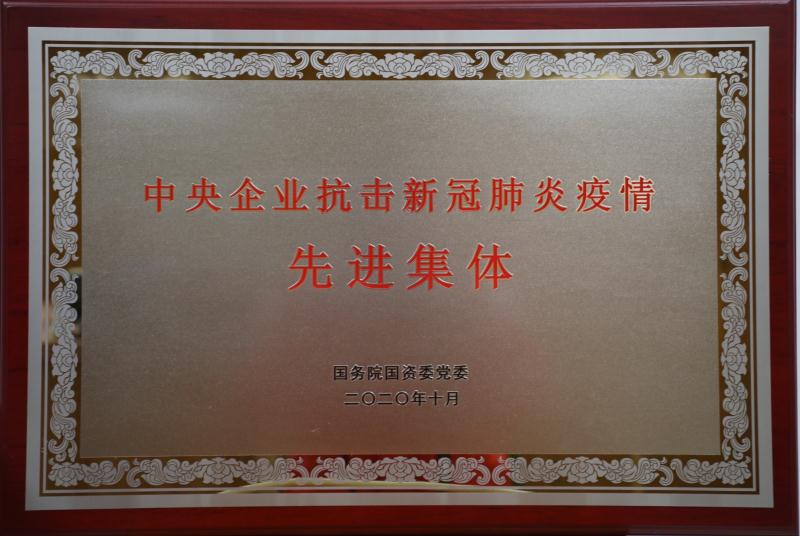 中央企业抗击新冠肺炎疫情
先进集体
国务院国资委党委
二〇二〇年十月